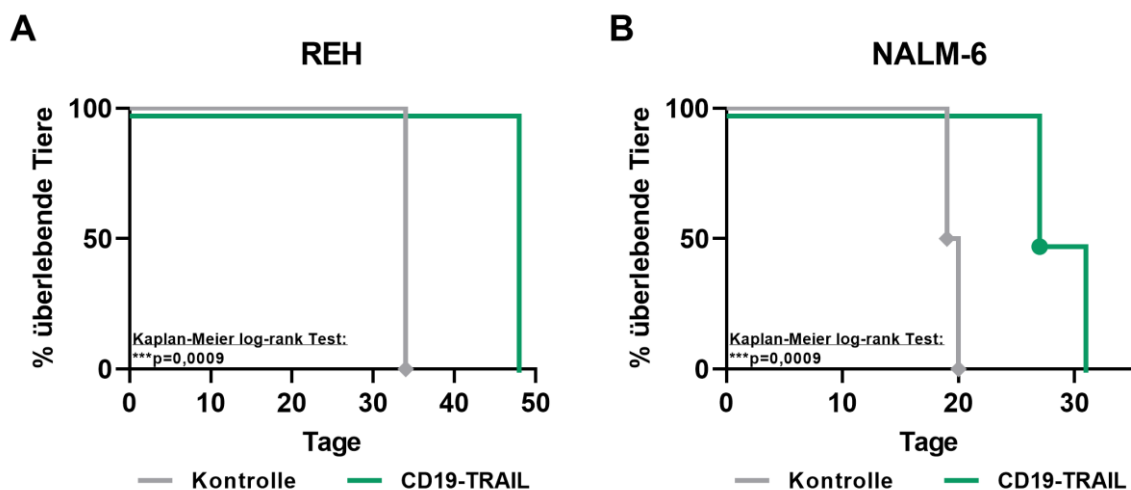 A
REH
% überlebende Tiere
100
50
0
Kaplan-Meier log-rank Test:
***p=0,0009
0 10 20 30 40 50
Tage
Kontrolle CD19-TRAIL
B
NALM-6
% überlebende Tiere
100
50
0
Kaplan-Meier log-rank Test:
***p=0,0009
0 10 20 30
Tage
Kontrolle CD19-TRAIL